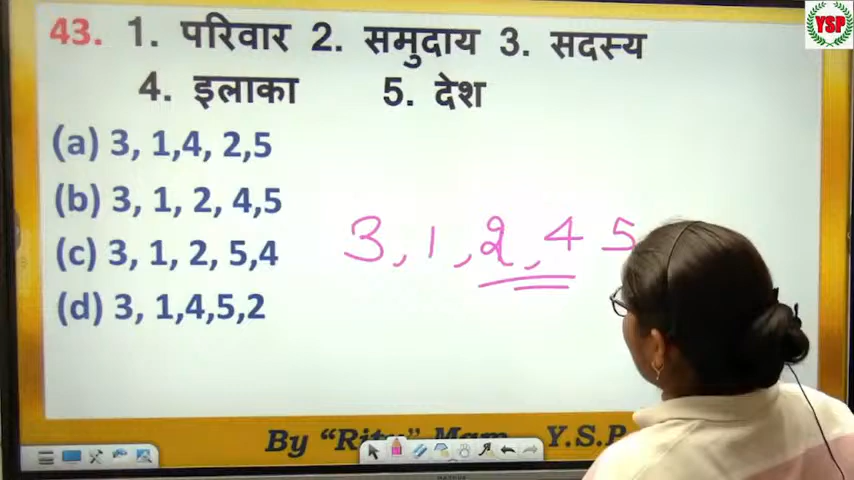 43. 1. परिवार 2. समुदाय 3. सदस्य
4. इलाका 5. देश
(a) 3, 1,4, 2,5
(b) 3, 1, 2, 4,5
(c) 3, 1, 2, 5,4
(d) 3, 1,4,5,2
3, 1, 2, 4 5
By "Ritu" Mam Y.S.P
YSP